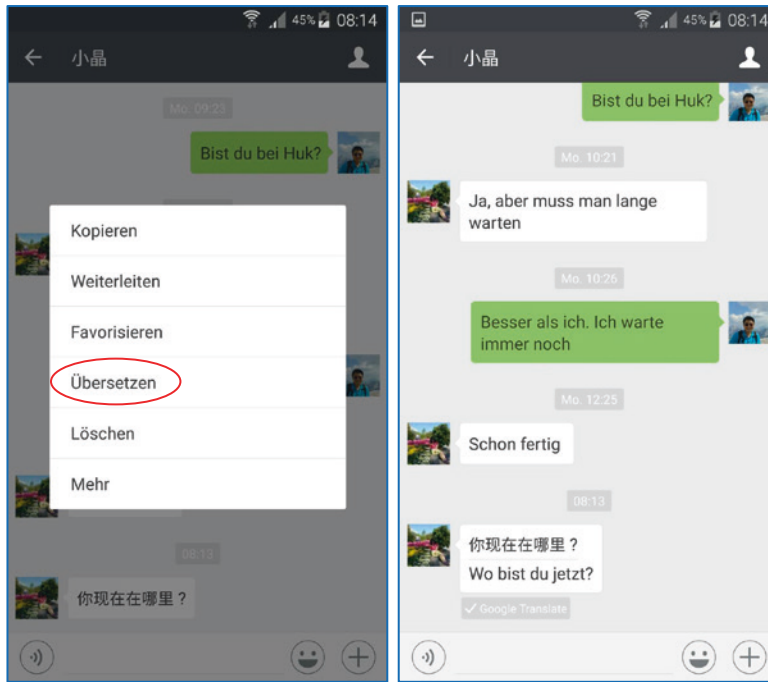 45% 08:14
小晶
Mo. 09:23
Bist du bei Huk?
Kopieren
Weiterleiten
Favorisieren
Übersetzen
Löschen
Mehr
08:13
你现在在哪里？
45% 08:14
小晶
Bist du bei Huk?
Mo. 10:21
Ja, aber muss man lange
warten
Mo. 10:26
Besser als ich. Ich warte
immer noch
Mo. 12:25
Schon fertig
08:13
你现在在哪里？
Wo bist du jetzt?
Google Translate